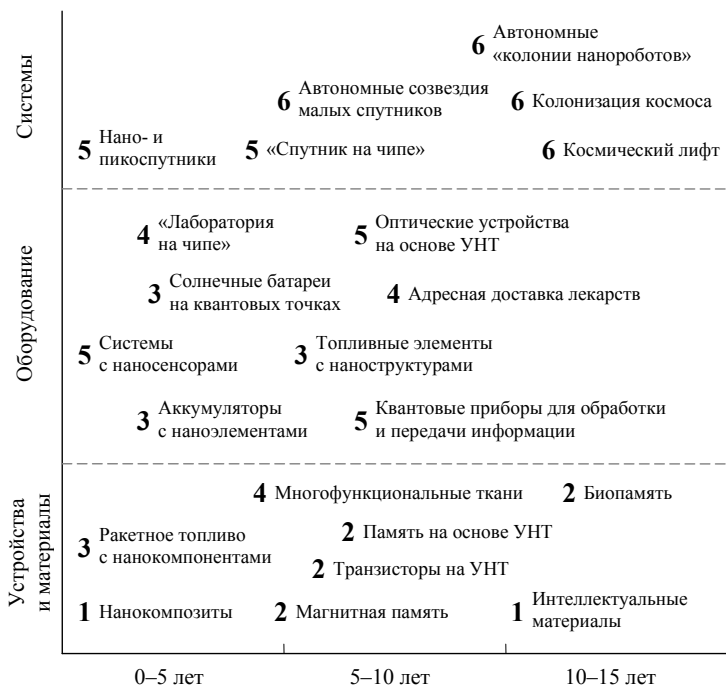 Системы
6 Автономные
«колонии нанороботов»
6 Автономные созвездия
малых спутников
6 Колонизация космоса
5 Нано- и
пикоспутники
5 «Спутник на чипе»
6 Космический лифт
Оборудование
4 «Лаборатория
на чипе»
5 Оптические устройства
на основе УНТ
3 Солнечные батареи
на квантовых точках
4 Адресная доставка лекарств
5 Системы
с наносенсорами
3 Топливные элементы
с наноструктурами
3 Аккумуляторы
с наноэлементами
5 Квантовые приборы для обработки
и передачи информации
Устройства
и материалы
4 Многофункциональные ткани
2 Биопамять
3 Ракетное топливо
с нанокомпонентами
2 Память на основе УНТ
2 Транзисторы на УНТ
1 Нанокомпозиты
2 Магнитная память
1 Интеллектуальные
материалы
0–5 лет
5–10 лет
10–15 лет